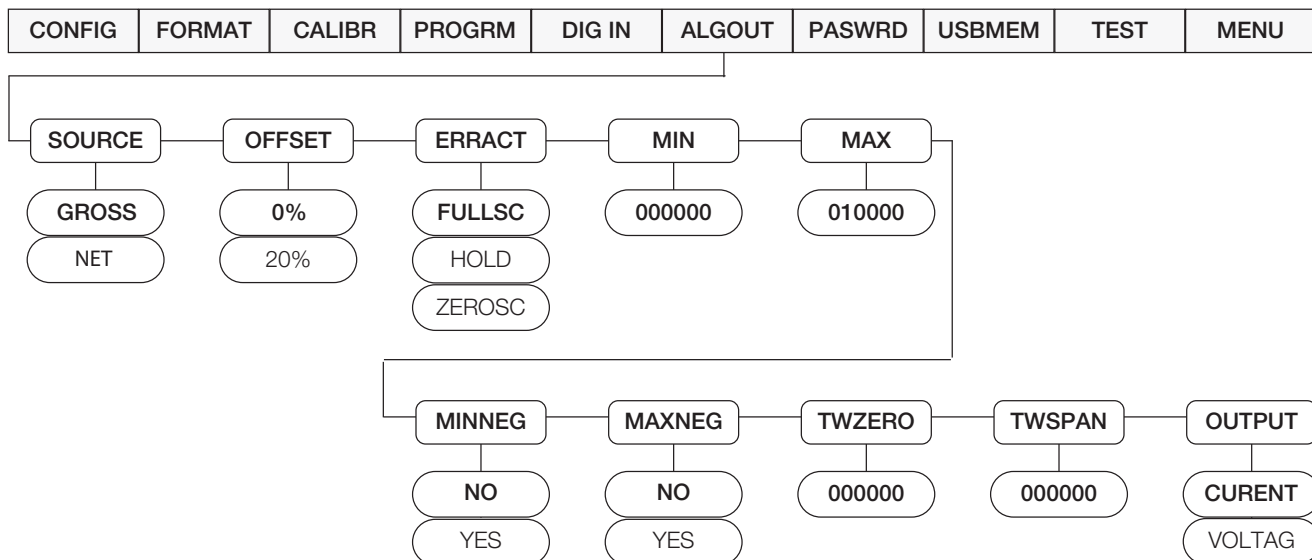 CONFIG FORMAT CALIBR PROGRM DIG IN ALGOUT PASWRD USBMEM TEST MENU
SOURCE OFFSET ERRACT MIN MAX
GROSS 0% FULLSC 000000 010000
NET 20% HOLD
ZEROSC
MINNEG MAXNEG TWZERO TWSPAN OUTPUT
NO NO 000000 000000 CURENT
YES YES VOLTAG